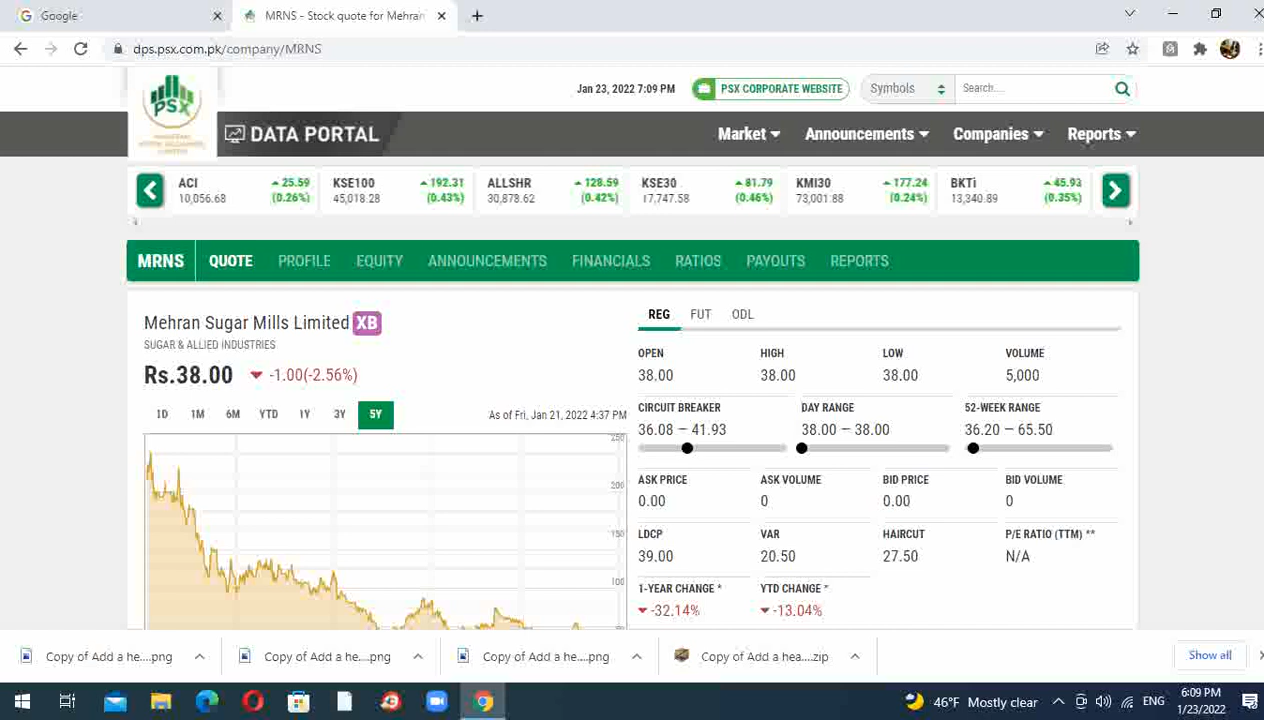 Google
MRNS - Stock quote for Mehran
dps.psx.com.pk/company/MRNS
PSX
Jan 23, 2022 7:09 PM
PSX CORPORATE WEBSITE
Symbols
Search....
DATA PORTAL
Market
Announcements
Companies
Reports
ACI 25.59
10,056.68 (0.26%)
KSE100 192.31
45,018.28 (0.43%)
ALLSHR 128.59
30,878.62 (0.42%)
KSE30 81.79
17,747.58 (0.46%)
KMI30 177.24
73,001.88 (0.24%)
BKTi 45.93
13,340.89 (0.35%)
MRNS QUOTE PROFILE EQUITY ANNOUNCEMENTS FINANCIALS RATIOS PAYOUTS REPORTS
Mehran Sugar Mills Limited XB
SUGAR & ALLIED INDUSTRIES
Rs.38.00 -1.00(-2.56%)
1D 1M 6M YTD 1Y 3Y 5Y
As of Fri, Jan 21, 2022 4:37 PM
250
200
150
100
REG FUT ODL
OPEN HIGH LOW VOLUME
38.00 38.00 38.00 5,000
CIRCUIT BREAKER DAY RANGE 52-WEEK RANGE
36.08 — 41.93 38.00 — 38.00 36.20 — 65.50
ASK PRICE ASK VOLUME BID PRICE BID VOLUME
0.00 0 0.00 0
LDCP VAR HAIRCUT P/E RATIO (TTM) **
39.00 20.50 27.50 N/A
1-YEAR CHANGE * YTD CHANGE *
-32.14% -13.04%
Copy of Add a he....png
Copy of Add a he....png
Copy of Add a he....png
Copy of Add a hea....zip
Show all
46°F Mostly clear
ENG
6:09 PM
1/23/2022